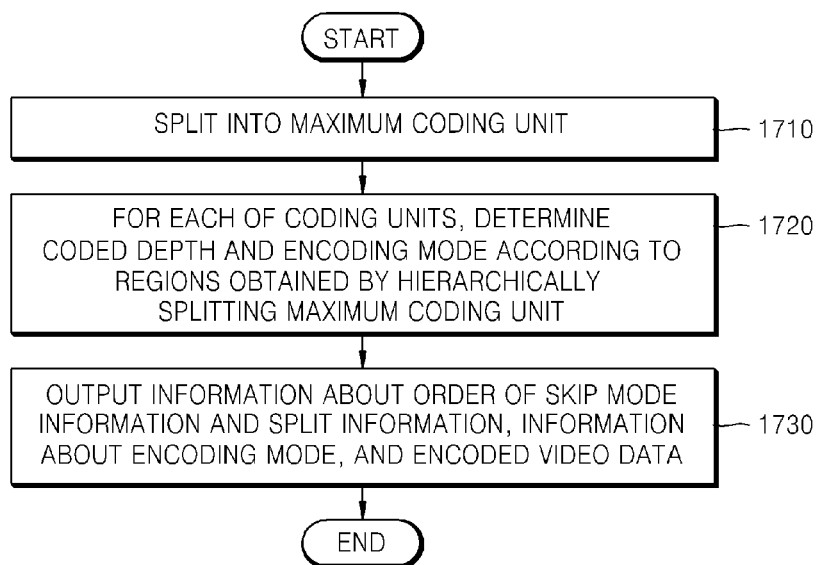 START
SPLIT INTO MAXIMUM CODING UNIT
1710
FOR EACH OF CODING UNITS, DETERMINE
CODED DEPTH AND ENCODING MODE ACCORDING TO
REGIONS OBTAINED BY HIERARCHICALLY
SPLITTING MAXIMUM CODING UNIT
1720
OUTPUT INFORMATION ABOUT ORDER OF SKIP MODE
INFORMATION AND SPLIT INFORMATION, INFORMATION
ABOUT ENCODING MODE, AND ENCODED VIDEO DATA
1730
END